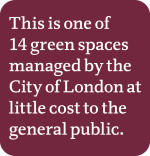 This is one of
14 green spaces
managed by the
City of London at
little cost to the
general public.